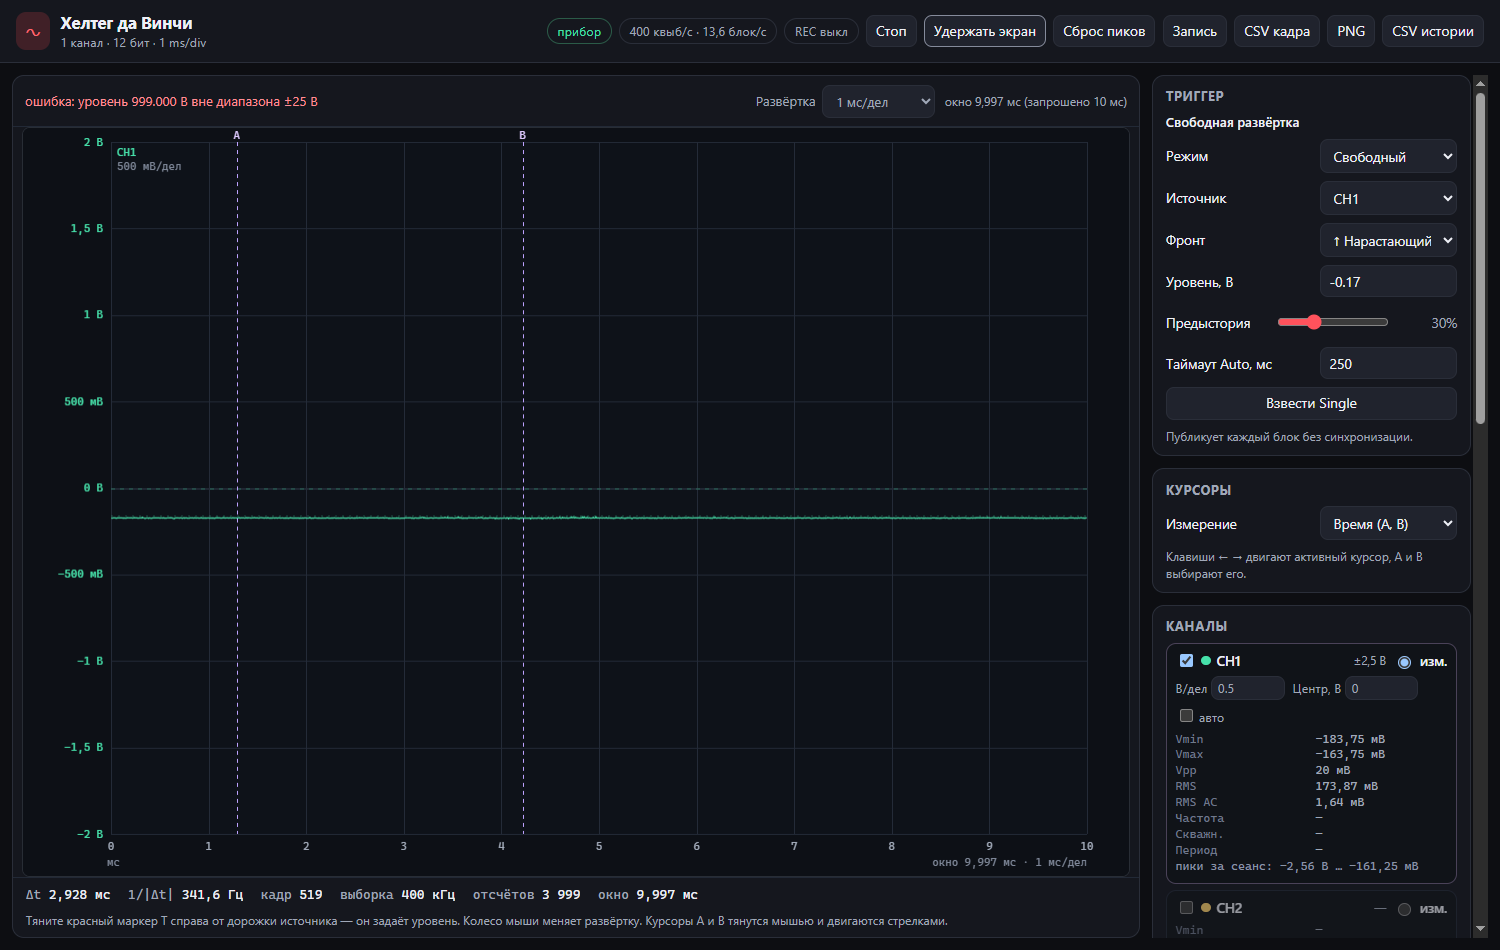 Хелтег да Винчи
1 канал · 12 бит · 1 ms/div
прибор
400 квыб/с · 13,6 блок/с
REC выкл
Стоп
Удержать экран
Сброс пиков
Запись
CSV кадра
PNG
CSV истории
ошибка: уровень 999.000 В вне диапазона ±25 В
Развёртка
1 мс/дел
окно 9,997 мс (запрошено 10 мс)
A
B
CH1
500 мВ/дел
2 В
1,5 В
1 В
500 мВ
0 В
−500 мВ
−1 В
−1,5 В
−2 В
0 1 2 3 4 5 6 7 8 9 10
мс
окно 9,997 мс · 1 мс/дел
Δt 2,928 мс 1/|Δt| 341,6 Гц кадр 519 выборка 400 кГц отсчётов 3 999 окно 9,997 мс
Тяните красный маркер T справа от дорожки источника — он задаёт уровень. Колесо мыши меняет развёртку. Курсоры A и B тянутся мышью и двигаются стрелками.
ТРИГГЕР
Свободная развёртка
Режим Свободный
Источник CH1
Фронт ↑ Нарастающий
Уровень, В -0.17
Предыстория 30%
Таймаут Auto, мс 250
Взвести Single
Публикует каждый блок без синхронизации.
КУРСОРЫ
Измерение Время (A, B)
Клавиши ← → двигают активный курсор, A и B
выбирают его.
КАНАЛЫ
CH1 ±2,5 В изм.
В/дел 0.5 Центр, В 0
авто
Vmin −183,75 мВ
Vmax −163,75 мВ
Vpp 20 мВ
RMS 173,87 мВ
RMS AC 1,64 мВ
Частота —
Скважн. —
Период —
пики за сеанс: −2,56 В … −161,25 мВ
CH2 — изм.
Vmin —